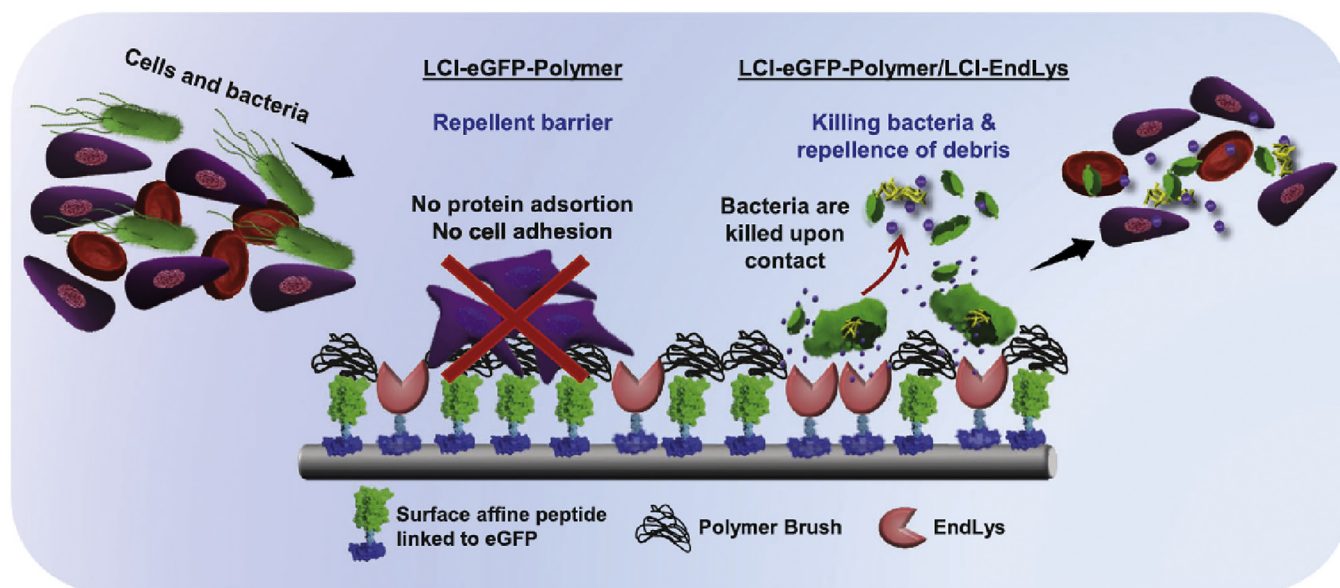 Cells and bacteria
LCI-eGFP-Polymer
Repellent barrier
No protein adsorption
No cell adhesion
LCI-eGFP-Polymer/LCI-EndLys
Killing bacteria &
repellence of debris
Bacteria are
killed upon
contact
Surface affine peptide
linked to eGFP
Polymer Brush
EndLys